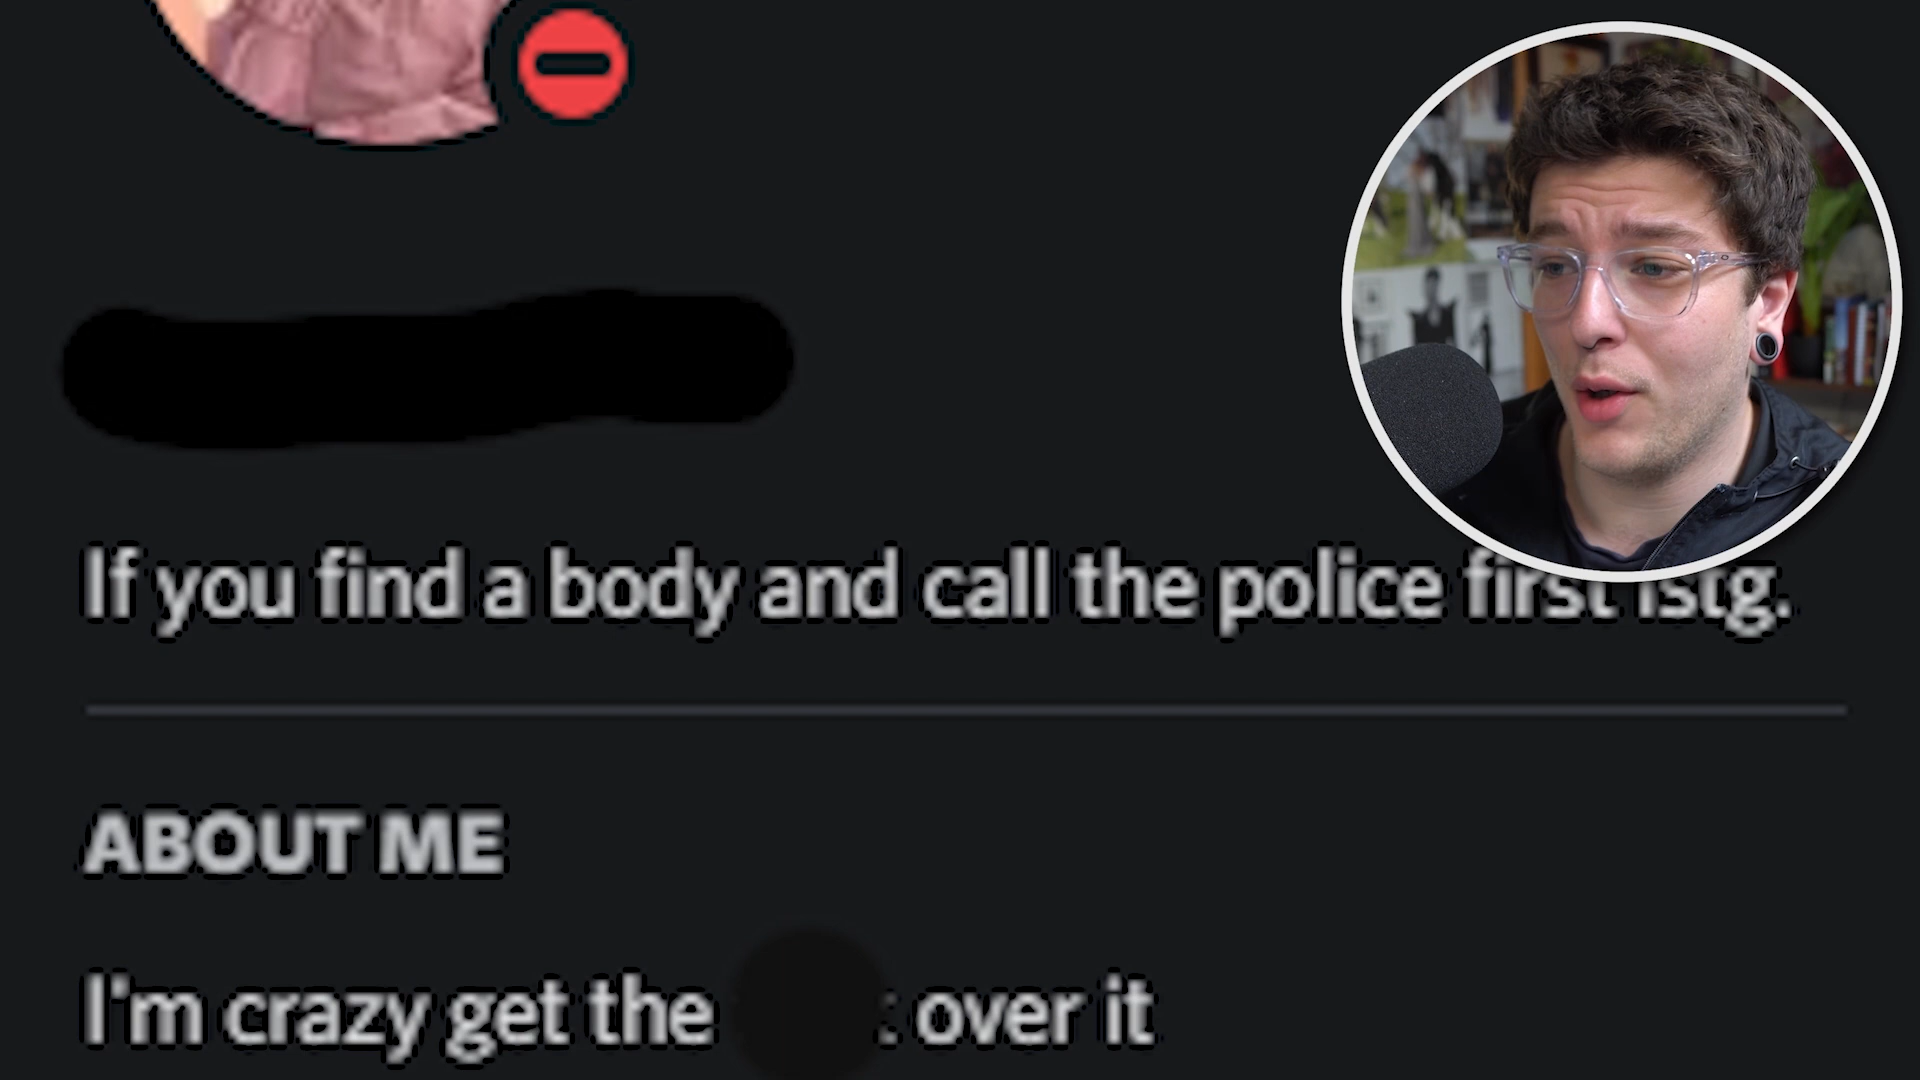 If you find a body and call the police first istg.
ABOUT ME
I'm crazy get the over it